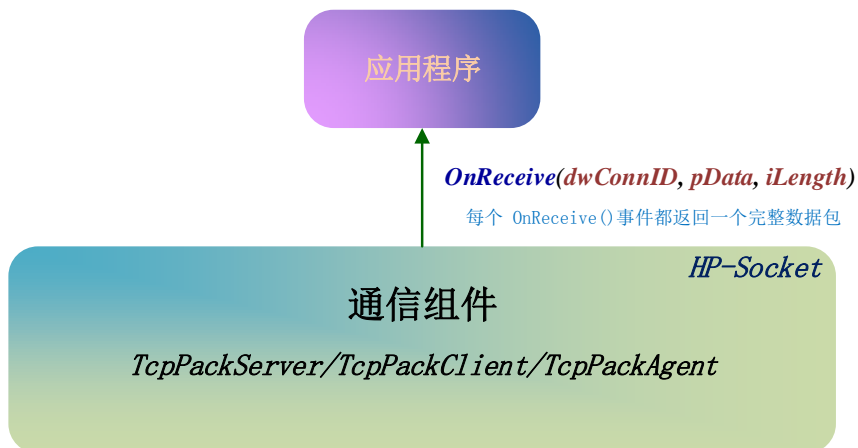 应用程序
OnReceive(dwConnID, pData, iLength)
每个 OnReceive()事件都返回一个完整数据包
HP-Socket
通信组件
TcpPackServer/TcpPackClient/TcpPackAgent